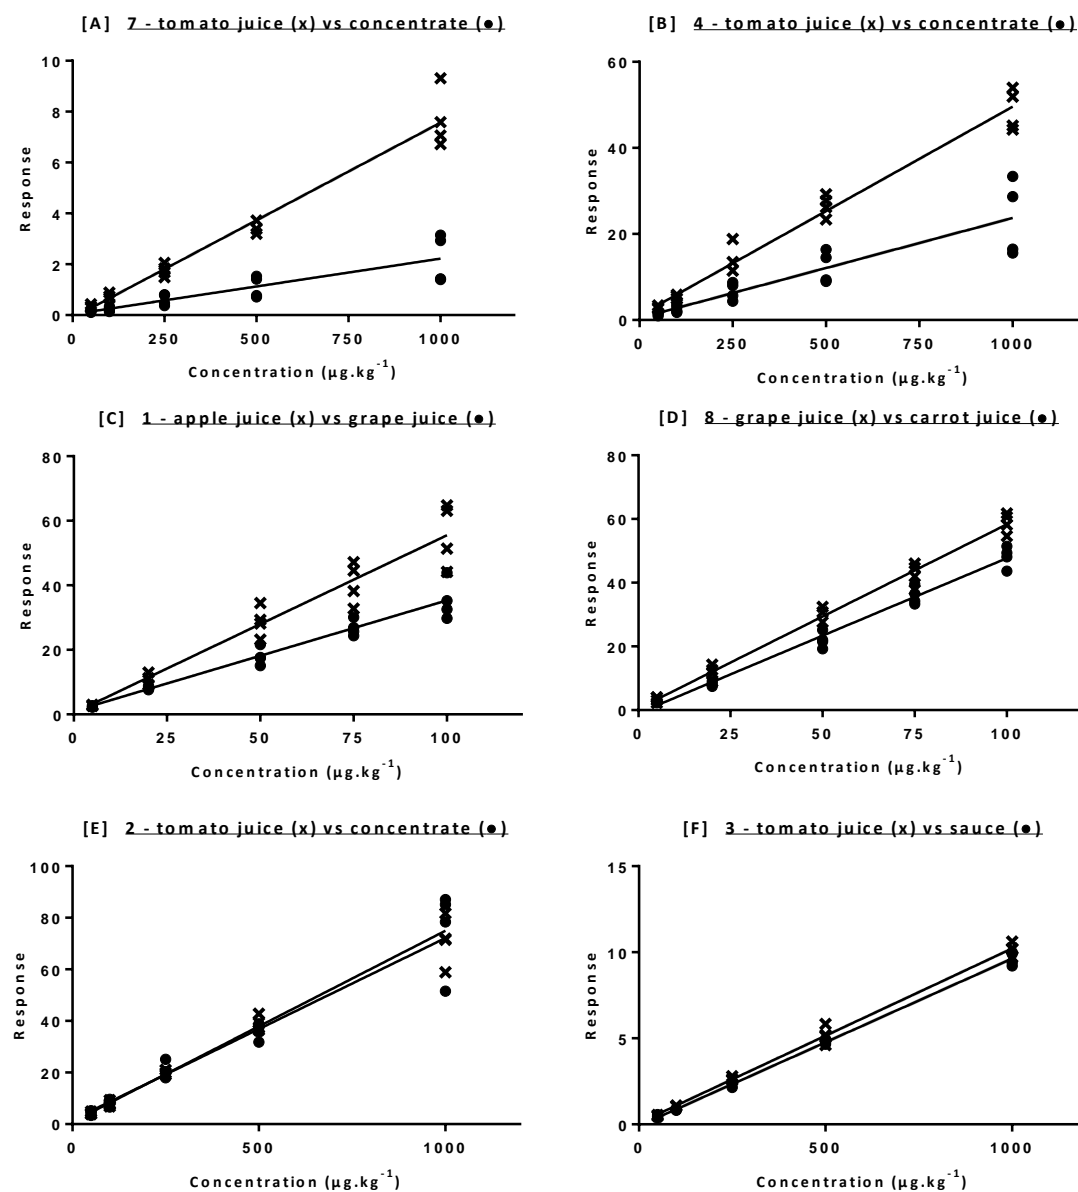 [A] 7 - tomato juice (x) vs concentrate (●)
10
8
6
4
2
0
Response
0 250 500 750 1000
Concentration (µg.kg⁻¹)
[B] 4 - tomato juice (x) vs concentrate (●)
60
40
20
0
Response
0 250 500 750 1000
Concentration (µg.kg⁻¹)
[C] 1 - apple juice (x) vs grape juice (●)
80
60
40
20
0
Response
0 25 50 75 100
Concentration (µg.kg⁻¹)
[D] 8 - grape juice (x) vs carrot juice (●)
80
60
40
20
0
Response
0 25 50 75 100
Concentration (µg.kg⁻¹)
[E] 2 - tomato juice (x) vs concentrate (●)
100
80
60
40
20
0
Response
0 500 1000
Concentration (µg.kg⁻¹)
[F] 3 - tomato juice (x) vs sauce (●)
15
10
5
0
Response
0 500 1000
Concentration (µg.kg⁻¹)